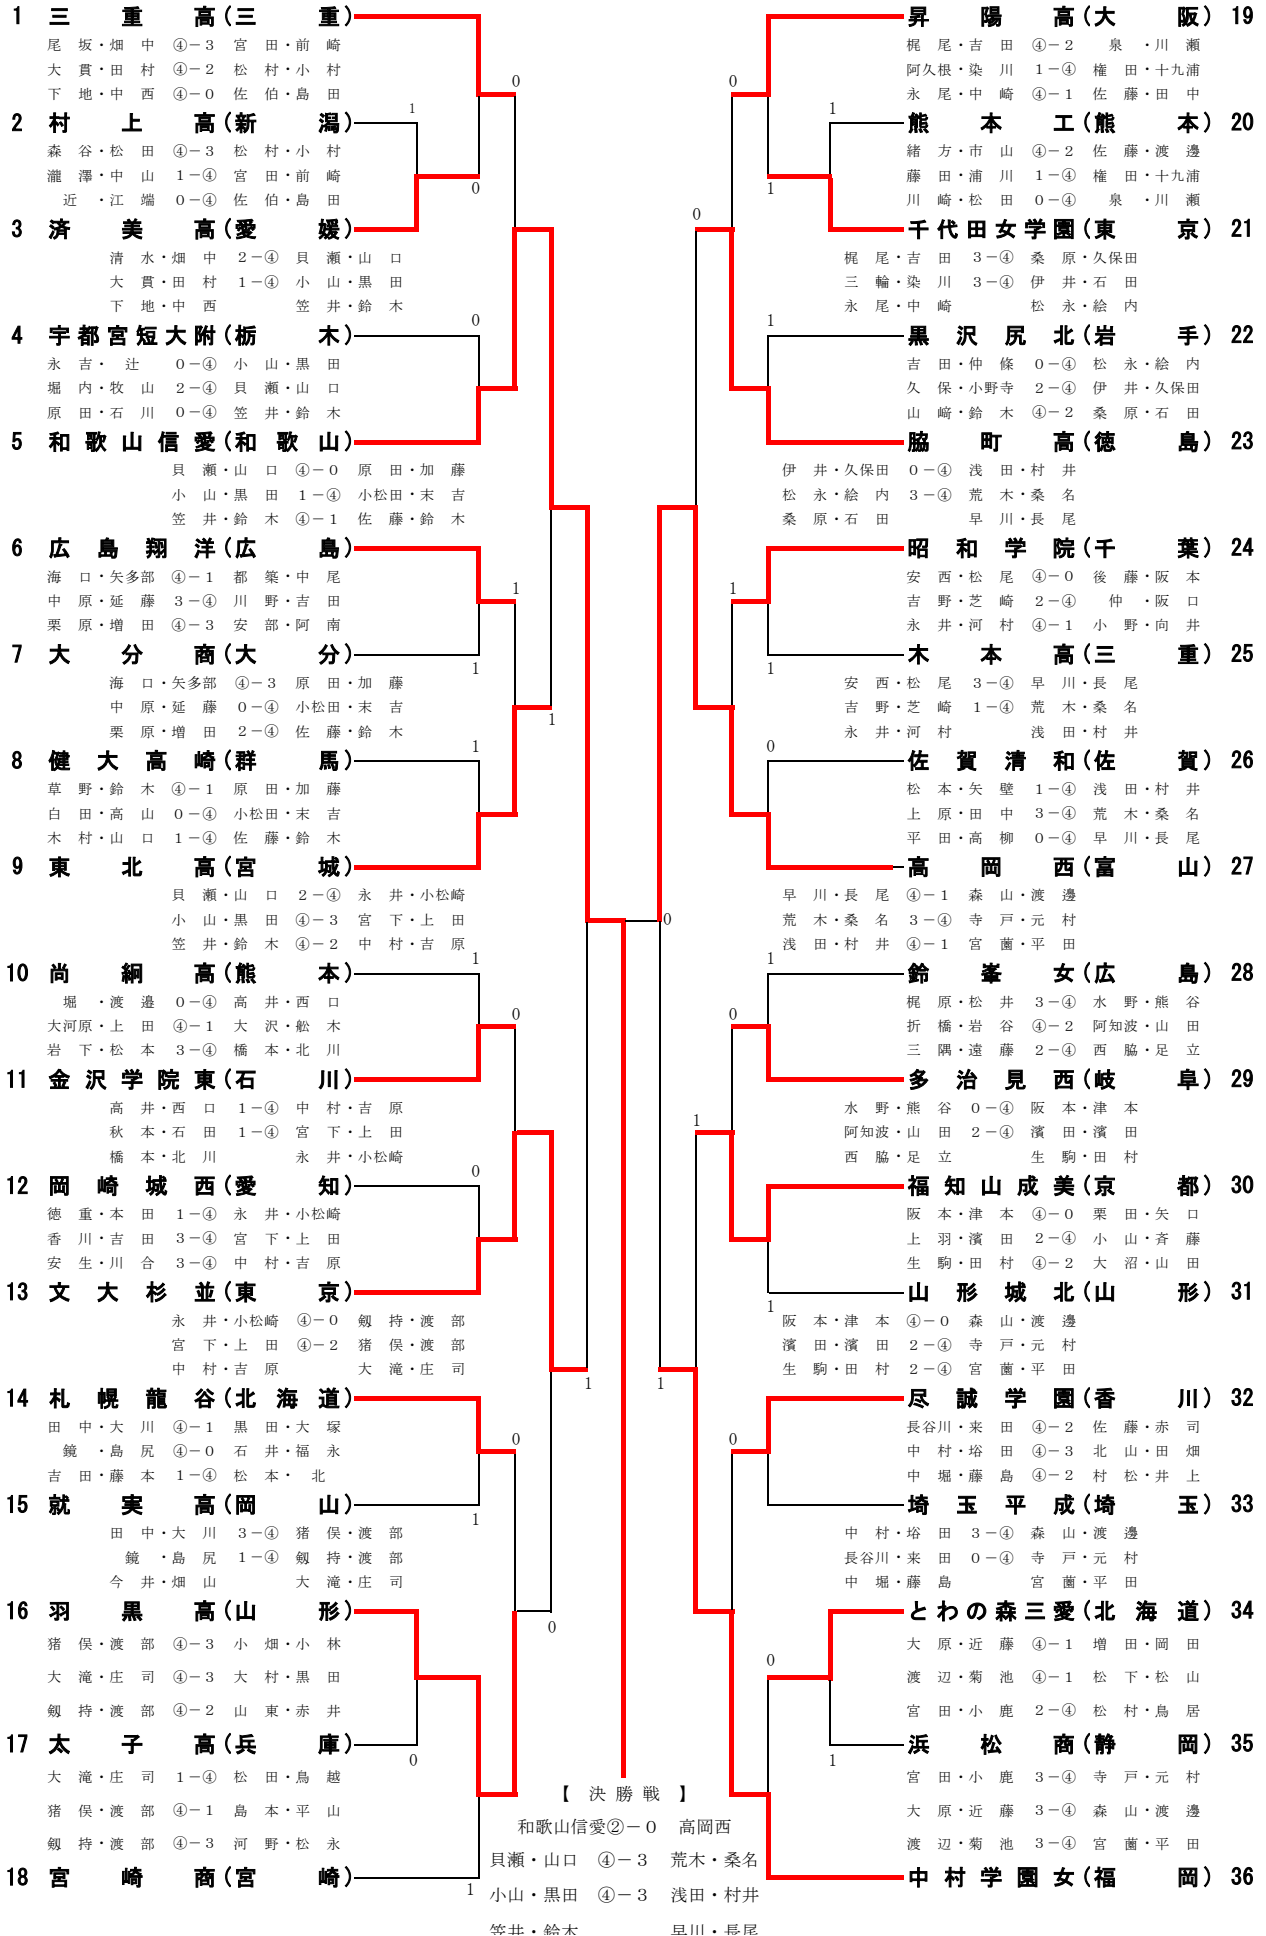 1 三重高(三重)
尾坂・畑中 ④－3 宮田・前崎
大貫・田村 ④－2 松村・小村
下地・中西 ④－0 佐伯・島田
0
1
2 村上高(新潟)
森谷・松田 ④－3 松村・小村
瀧澤・中山 1－④ 宮田・前崎
近・江端 0－④ 佐伯・島田
0
3 済美高(愛媛)
清水・畑中 2－④ 貝瀬・山口
大貫・田村 1－④ 小山・黒田
下地・中西 笠井・鈴木
0
4 宇都宮短大附(栃木)
永吉・辻 0－④ 小山・黒田
堀内・牧山 2－④ 貝瀬・山口
原田・石川 0－④ 笠井・鈴木
5 和歌山信愛(和歌山)
貝瀬・山口 ④－0 原田・加藤
小山・黒田 1－④ 小松田・末吉
笠井・鈴木 ④－1 佐藤・鈴木
6 広島翔洋(広島)
海口・矢多部 ④－1 都築・中尾
中原・延藤 3－④ 川野・吉田
栗原・増田 ④－3 安部・阿南
1
7 大分商(大分)
1
海口・矢多部 ④－3 原田・加藤
中原・延藤 0－④ 小松田・末吉
栗原・増田 2－④ 佐藤・鈴木
1
1
8 健大高崎(群馬)
草野・鈴木 ④－1 原田・加藤
白田・高山 0－④ 小松田・末吉
木村・山口 1－④ 佐藤・鈴木
9 東北高(宮城)
貝瀬・山口 2－④ 永井・小松崎
小山・黒田 ④－3 宮下・上田
笠井・鈴木 ④－2 中村・吉原
1
10 尚絅高(熊本)
堀・渡邉 0－④ 高井・西口
大河原・上田 ④－1 大沢・舩木
岩下・松本 3－④ 橋本・北川
0
11 金沢学院東(石川)
高井・西口 1－④ 中村・吉原
秋本・石田 1－④ 宮下・上田
橋本・北川 永井・小松崎
0
12 岡崎城西(愛知)
徳重・本田 1－④ 永井・小松崎
香川・吉田 3－④ 宮下・上田
安生・川合 3－④ 中村・吉原
13 文大杉並(東京)
永井・小松崎 ④－0 剱持・渡部
宮下・上田 ④－2 猪俣・渡部
中村・吉原 大滝・庄司
1
14 札幌龍谷(北海道)
田中・大川 ④－1 黒田・大塚
鏡・島尻 ④－0 石井・福永
吉田・藤本 1－④ 松本・北
0
15 就実高(岡山)
1
田中・大川 3－④ 猪俣・渡部
鏡・島尻 1－④ 剱持・渡部
今井・畑山 大滝・庄司
16 羽黒高(山形)
0
猪俣・渡部 ④－3 小畑・小林
大滝・庄司 ④－3 大村・黒田
剱持・渡部 ④－2 山東・赤井
17 太子高(兵庫)
0
大滝・庄司 1－④ 松田・鳥越
猪俣・渡部 ④－1 島本・平山
剱持・渡部 ④－3 河野・松永
18 宮崎商(宮崎)
1
昇陽高(大阪) 19
梶尾・吉田 ④－2 泉・川瀬
阿久根・染川 1－④ 権田・十九浦
永尾・中崎 ④－1 佐藤・田中
0
1
熊本工(熊本) 20
緒方・市山 ④－2 佐藤・渡邊
藤田・浦川 1－④ 権田・十九浦
川崎・松田 0－④ 泉・川瀬
1
0
千代田女学園(東京) 21
梶尾・吉田 3－④ 桑原・久保田
三輪・染川 3－④ 伊井・石田
永尾・中崎 松永・絵内
1
黒沢尻北(岩手) 22
吉田・仲條 0－④ 松永・絵内
久保・小野寺 2－④ 伊井・久保田
山﨑・鈴木 ④－2 桑原・石田
脇町高(徳島) 23
伊井・久保田 0－④ 浅田・村井
松永・絵内 3－④ 荒木・桑名
桑原・石田 早川・長尾
昭和学院(千葉) 24
安西・松尾 ④－0 後藤・阪本
吉野・芝崎 2－④ 仲・阪口
永井・河村 ④－1 小野・向井
1
木本高(三重) 25
1
安西・松尾 3－④ 早川・長尾
吉野・芝崎 1－④ 荒木・桑名
永井・河村 浅田・村井
0
佐賀清和(佐賀) 26
松本・矢壁 1－④ 浅田・村井
上原・田中 3－④ 荒木・桑名
平田・高柳 0－④ 早川・長尾
高岡西(富山) 27
早川・長尾 ④－1 森山・渡邊
荒木・桑名 3－④ 寺戸・元村
浅田・村井 ④－1 宮薗・平田
0
1
鈴峯女(広島) 28
梶原・松井 3－④ 水野・熊谷
折橋・岩谷 ④－2 阿知波・山田
三隅・遠藤 2－④ 西脇・足立
0
多治見西(岐阜) 29
水野・熊谷 0－④ 阪本・津本
阿知波・山田 2－④ 濱田・濱田
西脇・足立 生駒・田村
1
福知山成美(京都) 30
阪本・津本 ④－0 栗田・矢口
上羽・濱田 2－④ 小山・斉藤
生駒・田村 ④－2 大沼・山田
山形城北(山形) 31
1
阪本・津本 ④－0 森山・渡邊
濱田・濱田 2－④ 寺戸・元村
生駒・田村 2－④ 宮薗・平田
1
尽誠学園(香川) 32
長谷川・来田 ④－2 佐藤・赤司
中村・峪田 ④－3 北山・田畑
中堀・藤島 ④－2 村松・井上
0
埼玉平成(埼玉) 33
中村・峪田 3－④ 森山・渡邊
長谷川・来田 0－④ 寺戸・元村
中堀・藤島 宮薗・平田
とわの森三愛(北海道) 34
大原・近藤 ④－1 増田・岡田
渡辺・菊池 ④－1 松下・松山
宮田・小鹿 2－④ 松村・鳥居
0
浜松商(静岡) 35
1
宮田・小鹿 3－④ 寺戸・元村
大原・近藤 3－④ 森山・渡邊
渡辺・菊池 3－④ 宮薗・平田
中村学園女(福岡) 36
【 決勝戦 】
和歌山信愛②－0 高岡西
貝瀬・山口 ④－3 荒木・桑名
小山・黒田 ④－3 浅田・村井
笠井・鈴木 早川・長尾